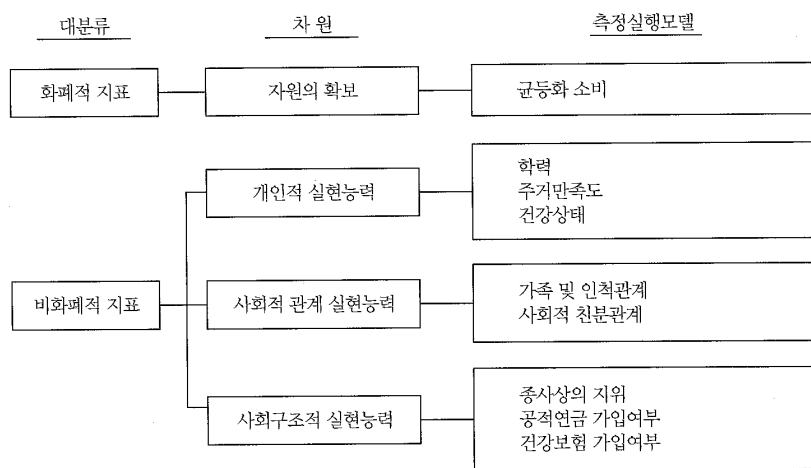 대분류
차 원
측정실행모델
화폐적 지표
자원의 확보
균등화 소비
개인적 실현능력
학력
주거만족도
건강상태
비화폐적 지표
사회적 관계 실현능력
가족 및 인척관계
사회적 친분관계
사회구조적 실현능력
종사상의 지위
공적연금 가입여부
건강보험 가입여부